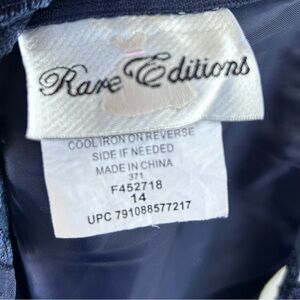 Rare Editions
COOL IRON ON REVERSE
SIDE IF NEEDED
MADE IN CHINA
371
F452718
14
UPC 791088577217